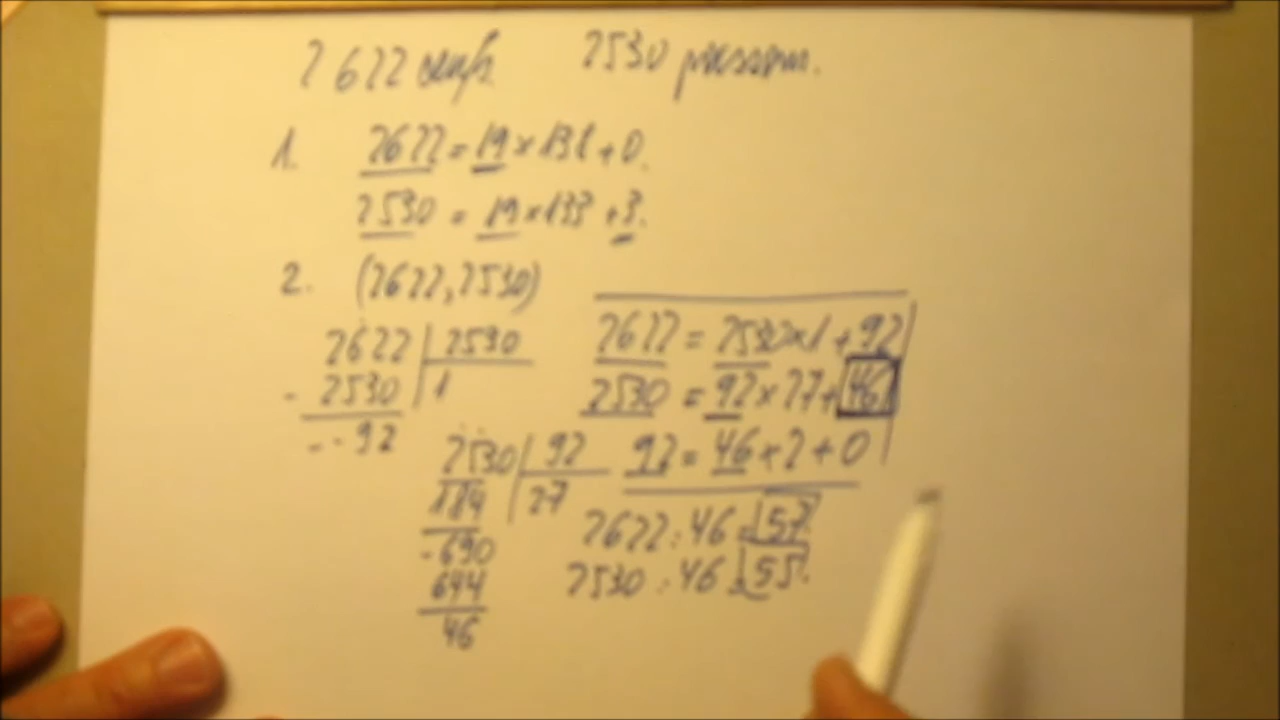 2622 2530
1. 2622 = 19 × 138 + 0.
2530 = 19 × 133 + 3.
2. (2622, 2530)
2622 | 2530
- 2530 | 1
- - 92
2530 | 92
184 | 27
- 690
644
46
2622 = 2530 × 1 + 92
2530 = 92 × 27 + 46
92 = 46 × 2 + 0
2622 : 46 = 57.
2530 : 46 = 55.